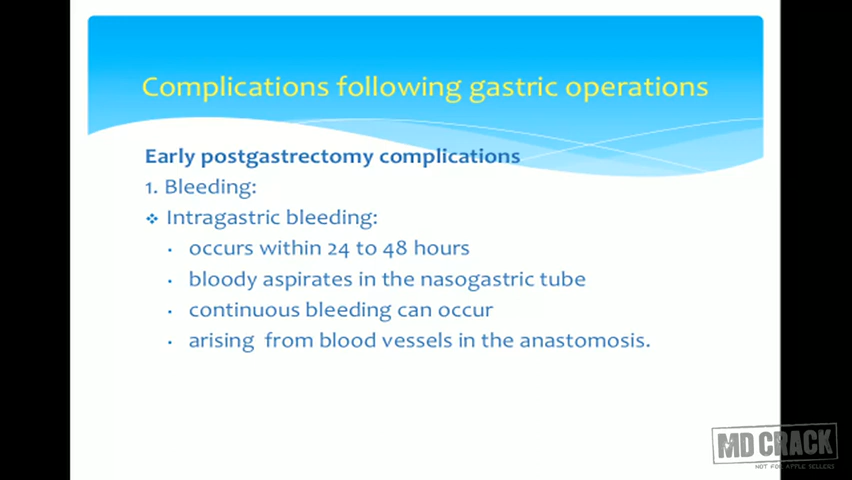 Complications following gastric operations
Early postgastrectomy complications
1. Bleeding:
❖ Intragastric bleeding:
• occurs within 24 to 48 hours
• bloody aspirates in the nasogastric tube
• continuous bleeding can occur
• arising from blood vessels in the anastomosis.
MD CRACK
NOT FOR APPLE SELLERS